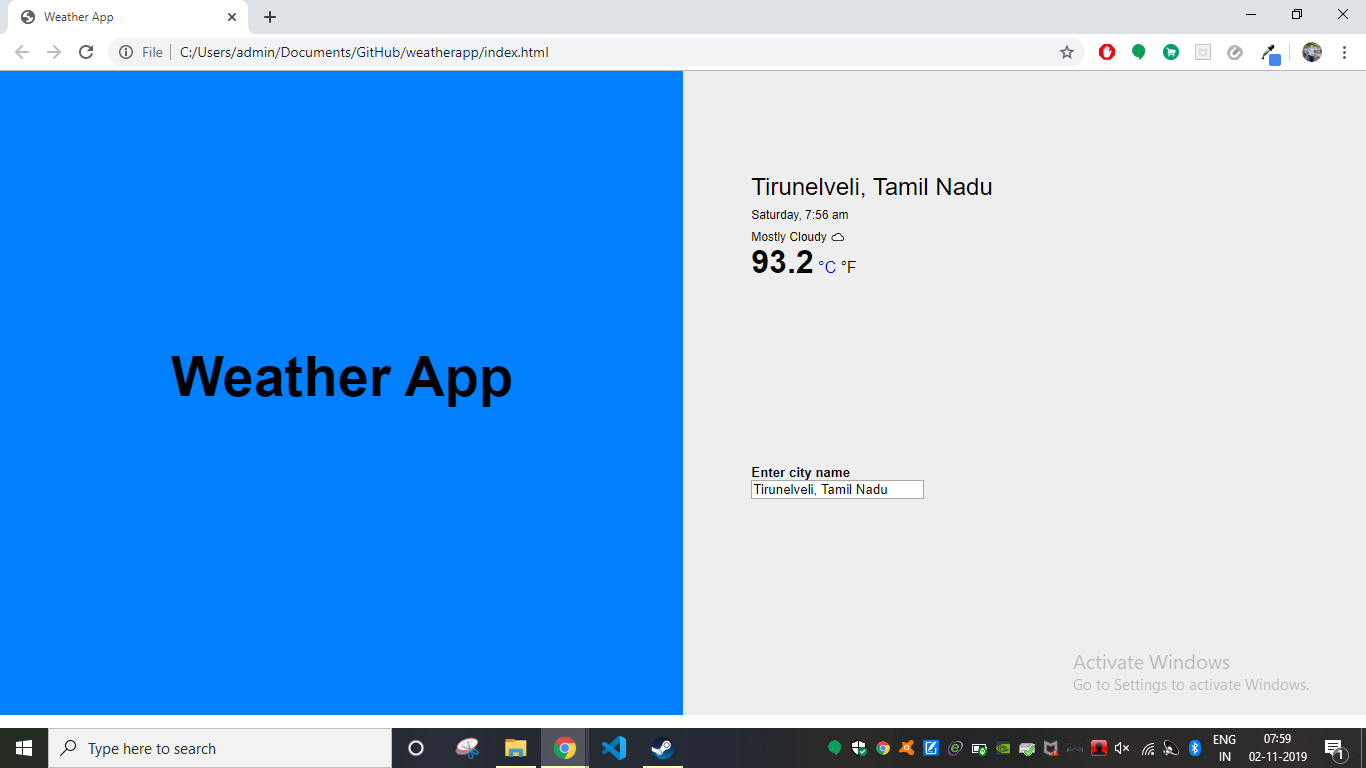 Weather App
File
C:/Users/admin/Documents/GitHub/weatherapp/index.html
Weather App
Tirunelveli, Tamil Nadu
Saturday, 7:56 am
Mostly Cloudy
93.2 °C °F
Enter city name
Tirunelveli, Tamil Nadu
Activate Windows
Go to Settings to activate Windows.
Type here to search
ENG
IN
07:59
02-11-2019
1